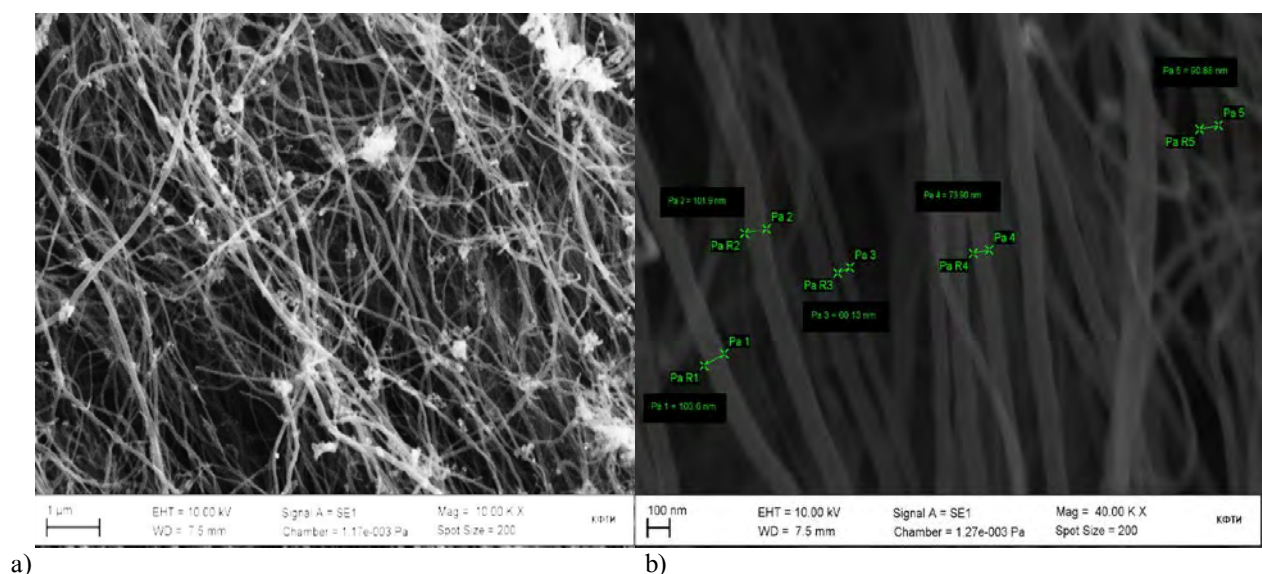 Pa 5 = 90.88 nm
Pa 5
Pa R5
Pa 2 = 101.9 nm
Pa 4 = 73.90 nm
Pa 2
Pa R2
Pa 4
Pa R4
Pa 3
Pa R3
Pa 3 = 60.13 nm
Pa 1
Pa R1
Pa 1 = 103.6 nm
1 µm
EHT = 10.00 kV
Signal A = SE1
Mag = 10.00 K X
WD = 7.5 mm
Chamber = 1.17e-003 Pa
Spot Size = 200
КФТИ
100 nm
EHT = 10.00 kV
Signal A = SE1
Mag = 40.00 K X
WD = 7.5 mm
Chamber = 1.27e-003 Pa
Spot Size = 200
КФТИ
a)
b)